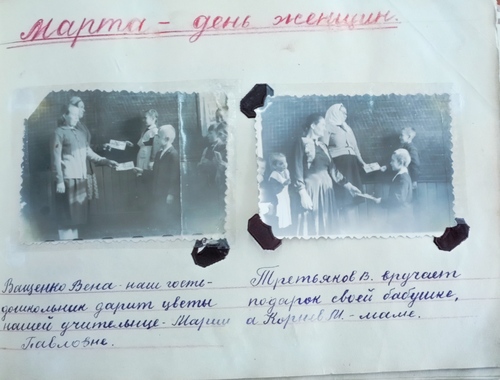 Марта - день женщин.
Ващенко Вена - наш гость-
дошкольник дарит цветы
нашей учительнице - Марии
Павловне.
Третьяков В. вручает
подарок своей бабушке,
а Корнев М. - маме.